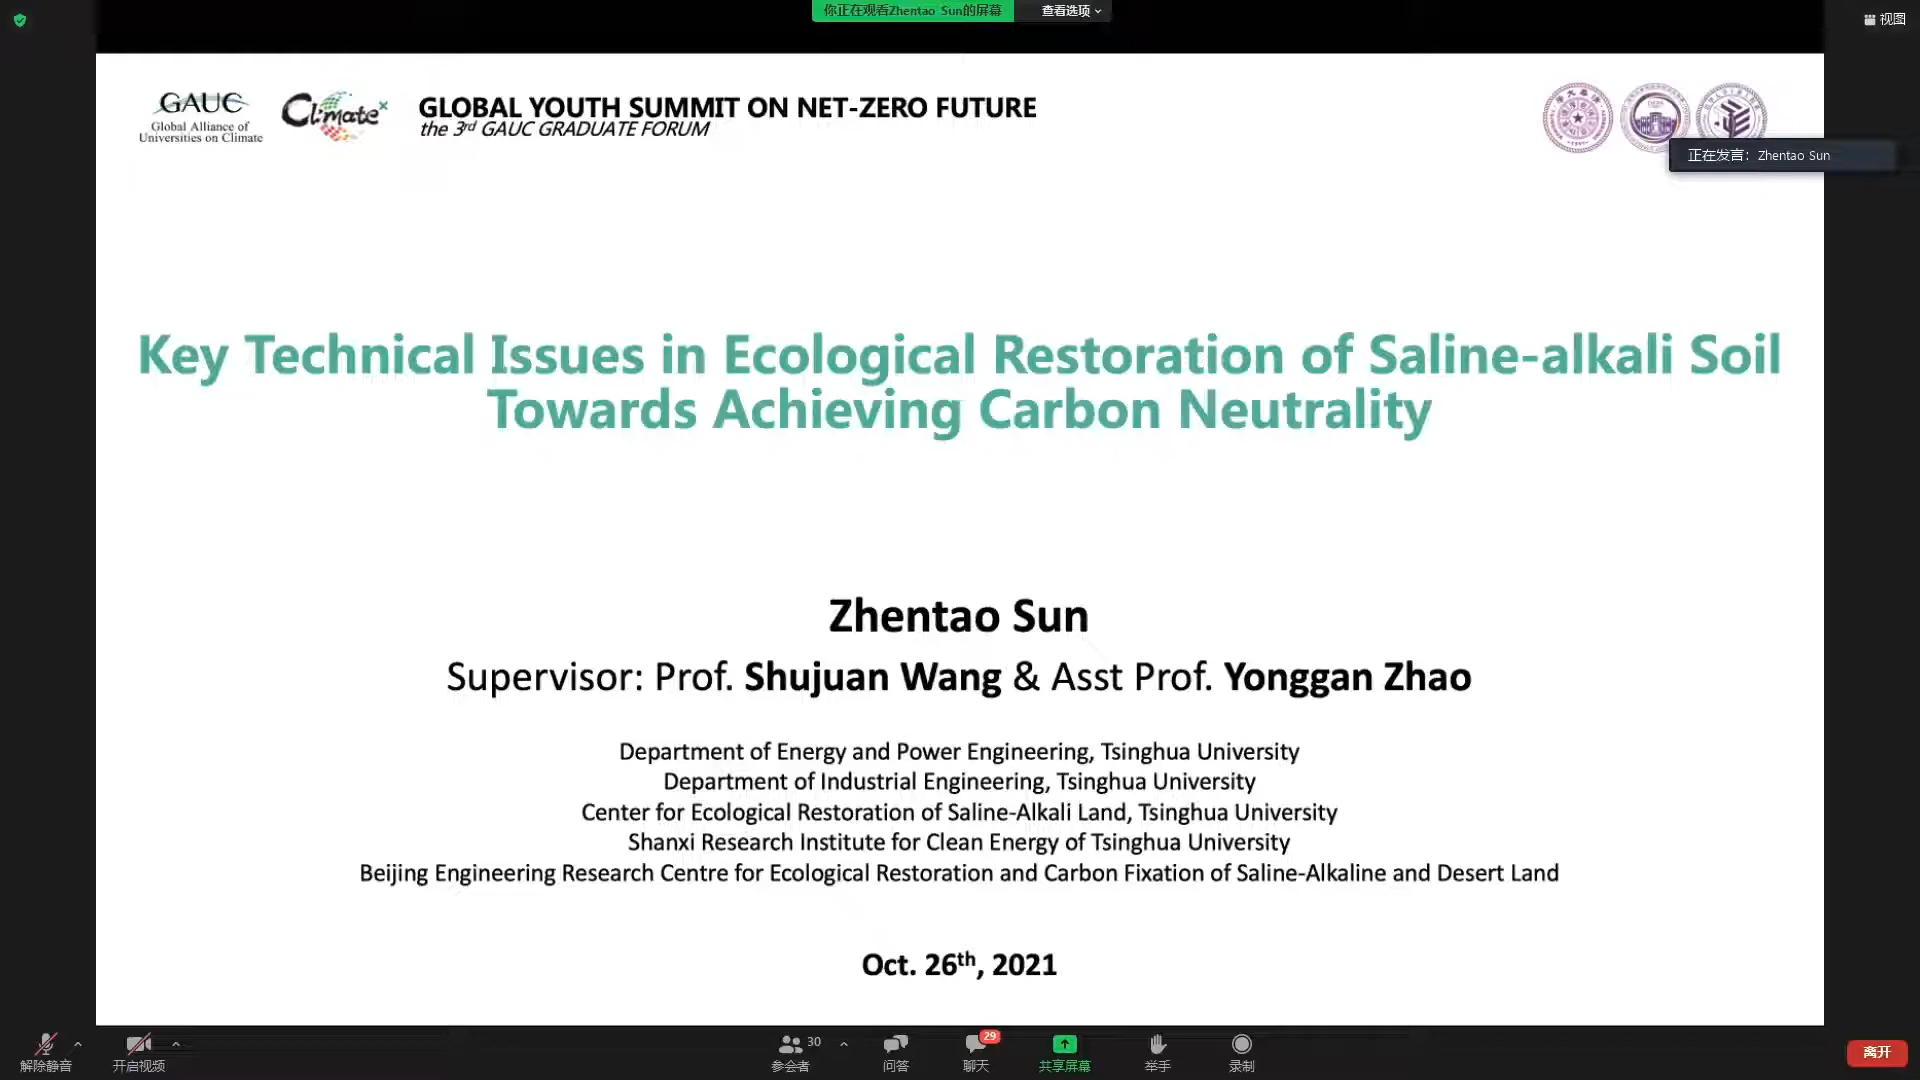 你正在观看Zhentao Sun的屏幕
查看选项
视图
GAUC
Global Alliance of
Universities on Climate
Climate x
GLOBAL YOUTH SUMMIT ON NET-ZERO FUTURE
the 3rd GAUC GRADUATE FORUM
正在发言: Zhentao Sun
Key Technical Issues in Ecological Restoration of Saline-alkali Soil
Towards Achieving Carbon Neutrality
Zhentao Sun
Supervisor: Prof. Shujuan Wang & Asst Prof. Yonggan Zhao
Department of Energy and Power Engineering, Tsinghua University
Department of Industrial Engineering, Tsinghua University
Center for Ecological Restoration of Saline-Alkali Land, Tsinghua University
Shanxi Research Institute for Clean Energy of Tsinghua University
Beijing Engineering Research Centre for Ecological Restoration and Carbon Fixation of Saline-Alkaline and Desert Land
Oct. 26th, 2021
解除静音
开启视频
30
参会者
问答
29
聊天
共享屏幕
举手
录制
离开